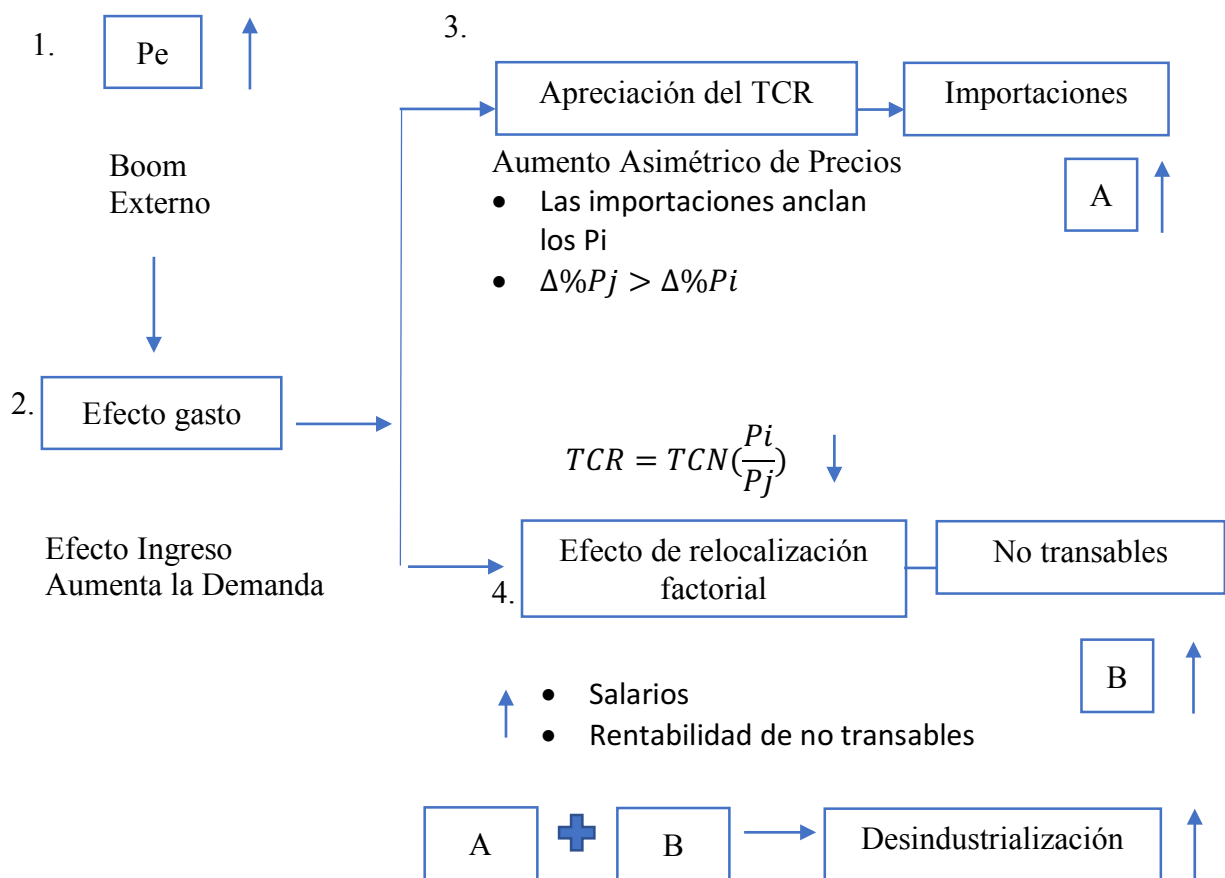 1.
Pe
Boom
Externo
2.
Efecto gasto
Efecto Ingreso
Aumenta la Demanda
3.
Apreciación del TCR
Importaciones
Aumento Asimétrico de Precios
• Las importaciones anclan
los Pi
• Δ%Pj > Δ%Pi
A
TCR = TCN(Pi/Pj)
4.
Efecto de relocalización
factorial
No transables
B
• Salarios
• Rentabilidad de no transables
A
B
Desindustrialización